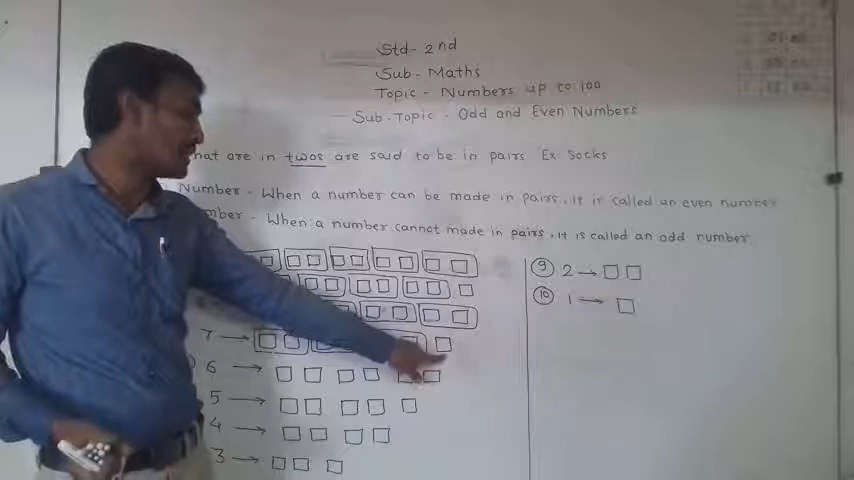 Std - 2nd
Sub - Maths
Topic - Numbers up to 100
Sub-Topic - Odd and Even Numbers
that are in twos are said to be in pairs Ex Socks
Number - When a number can be made in pairs, It is called an even number
mber - When a number cannot made in pairs, It is called an odd number
7 →
6 →
5 →
4 →
3 →
9 2 →
10 1 →